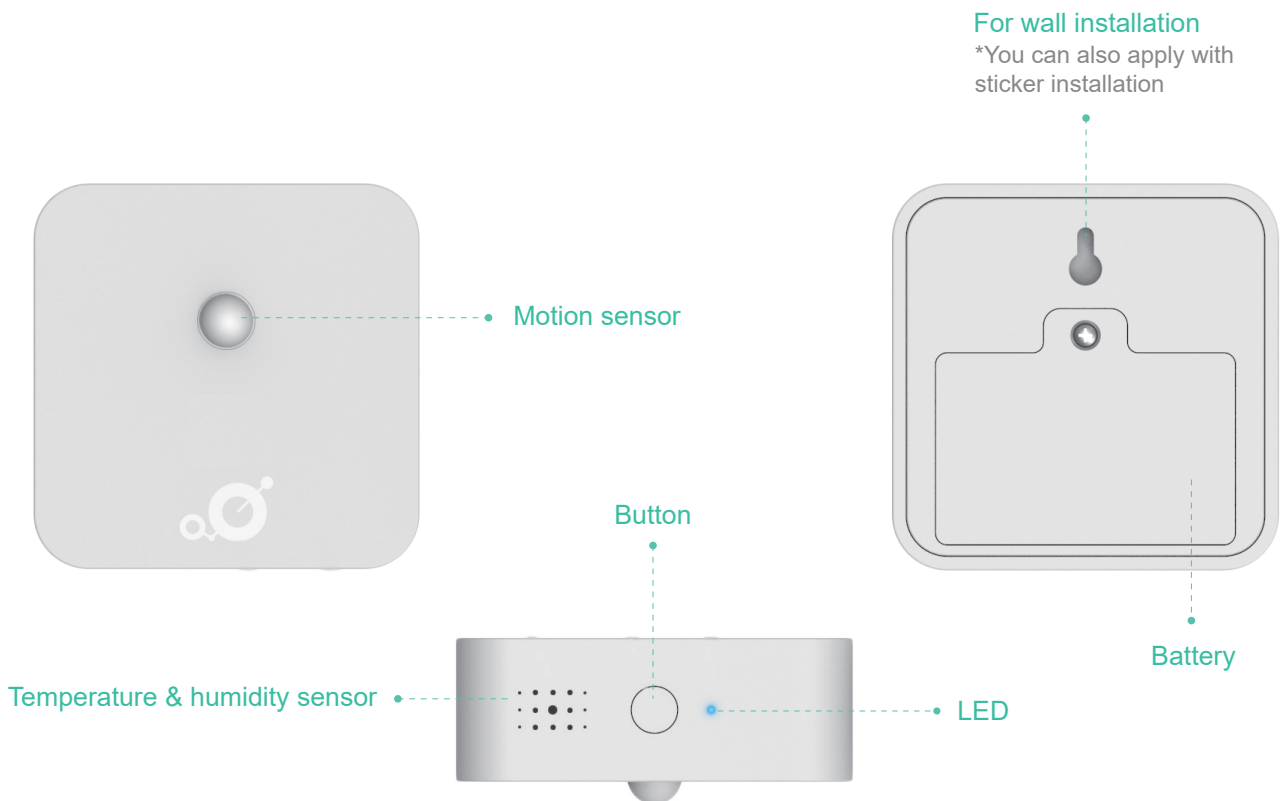 For wall installation
*You can also apply with
sticker installation
Motion sensor
Button
Battery
Temperature & humidity sensor
LED